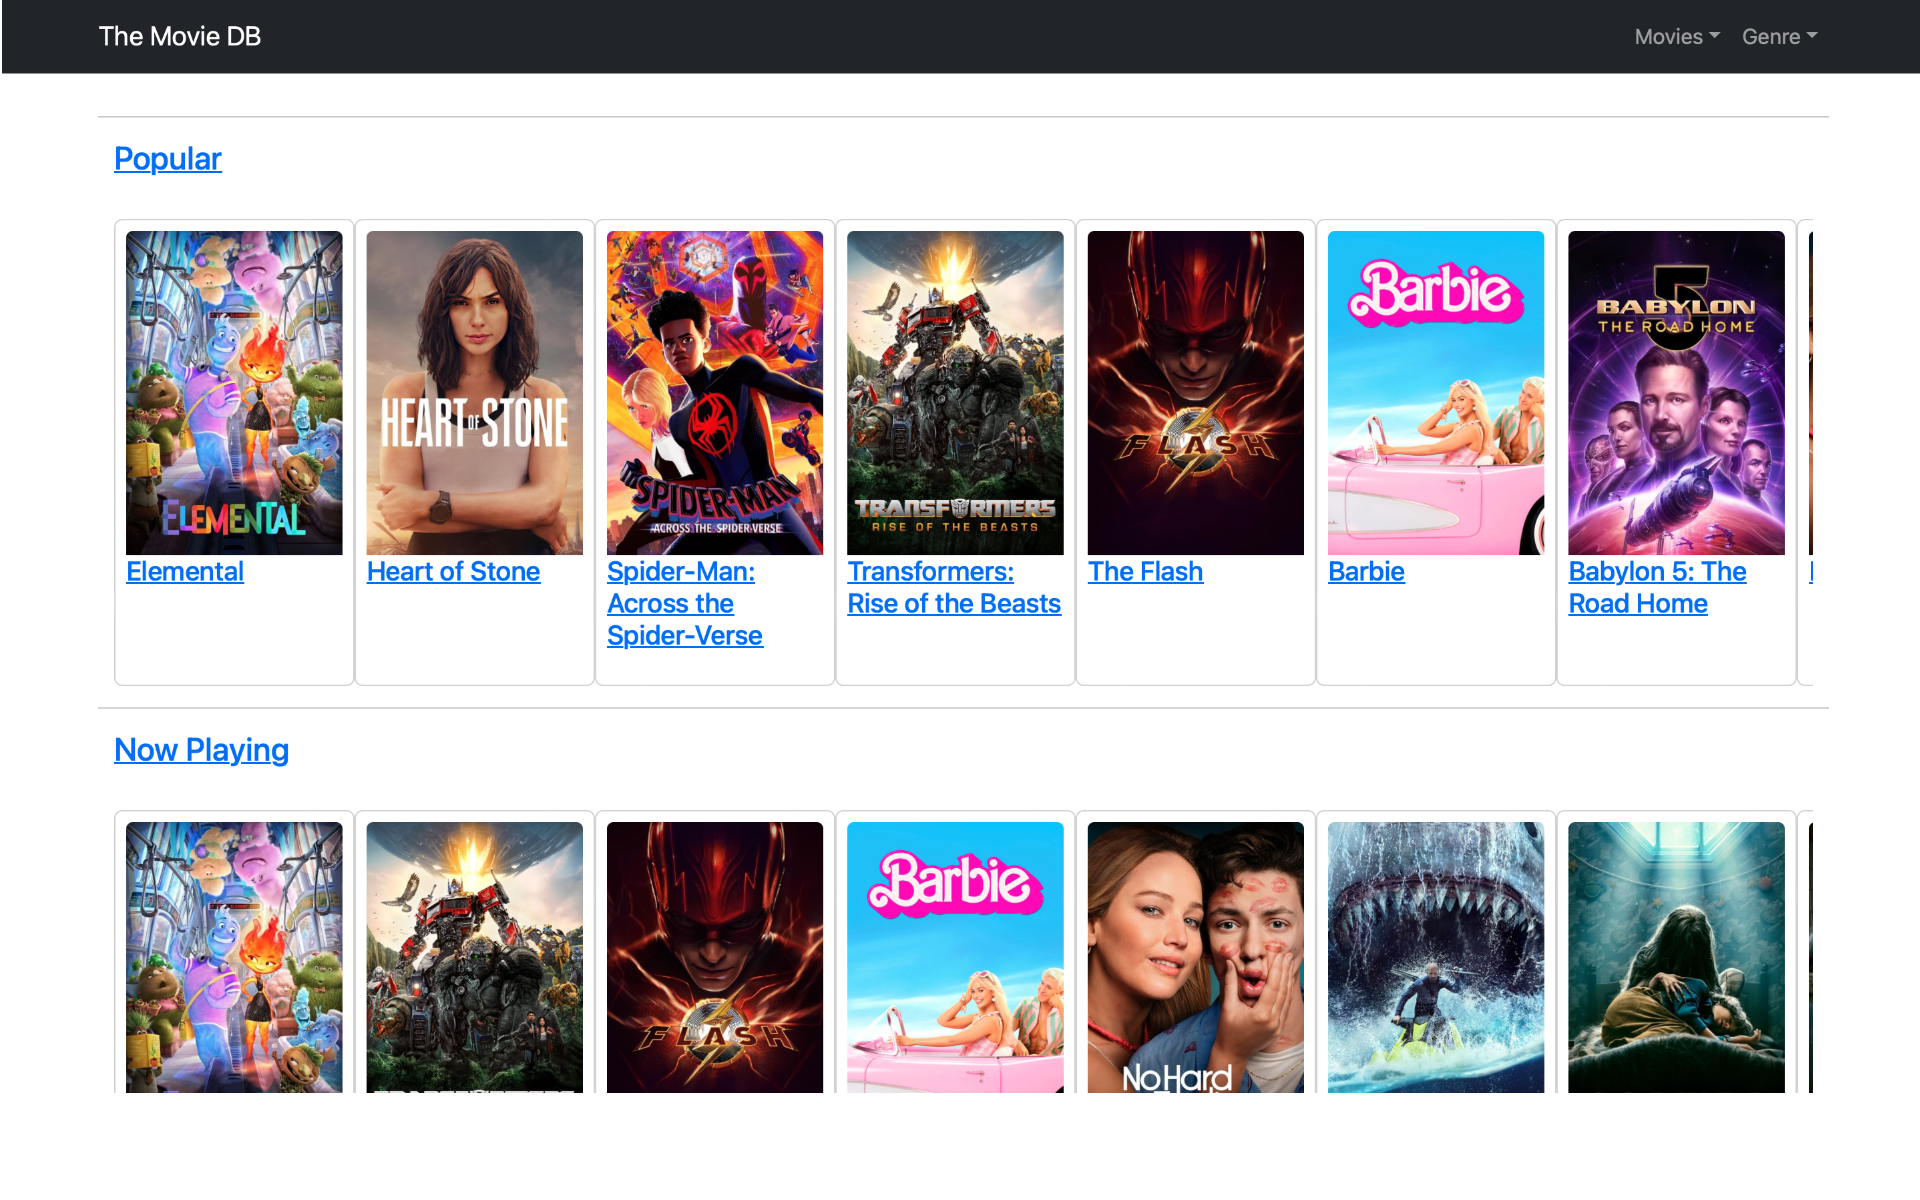 The Movie DB
Movies
Genre
Popular
ELEMENTAL
HEART OF STONE
SPIDER-MAN
ACROSS THE SPIDER-VERSE
TRANSFORMERS
RISE OF THE BEASTS
FLASH
Barbie
BABYLON 5
THE ROAD HOME
Elemental
Heart of Stone
Spider-Man:
Across the
Spider-Verse
Transformers:
Rise of the Beasts
The Flash
Barbie
Babylon 5: The
Road Home
Now Playing
FLASH
Barbie
No Hard